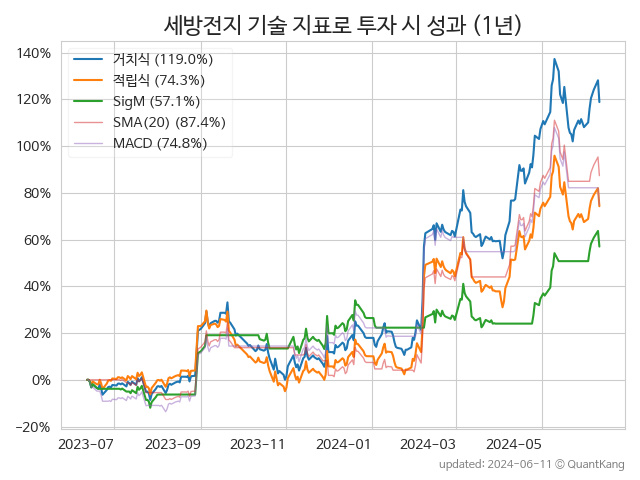 세방전지 기술 지표로 투자 시 성과 (1년)
140%
120%
100%
80%
60%
40%
20%
0%
−20%
거치식 (119.0%)
적립식 (74.3%)
SigM (57.1%)
SMA(20) (87.4%)
MACD (74.8%)
2023-07
2023-09
2023-11
2024-01
2024-03
2024-05
updated: 2024-06-11 © QuantKang